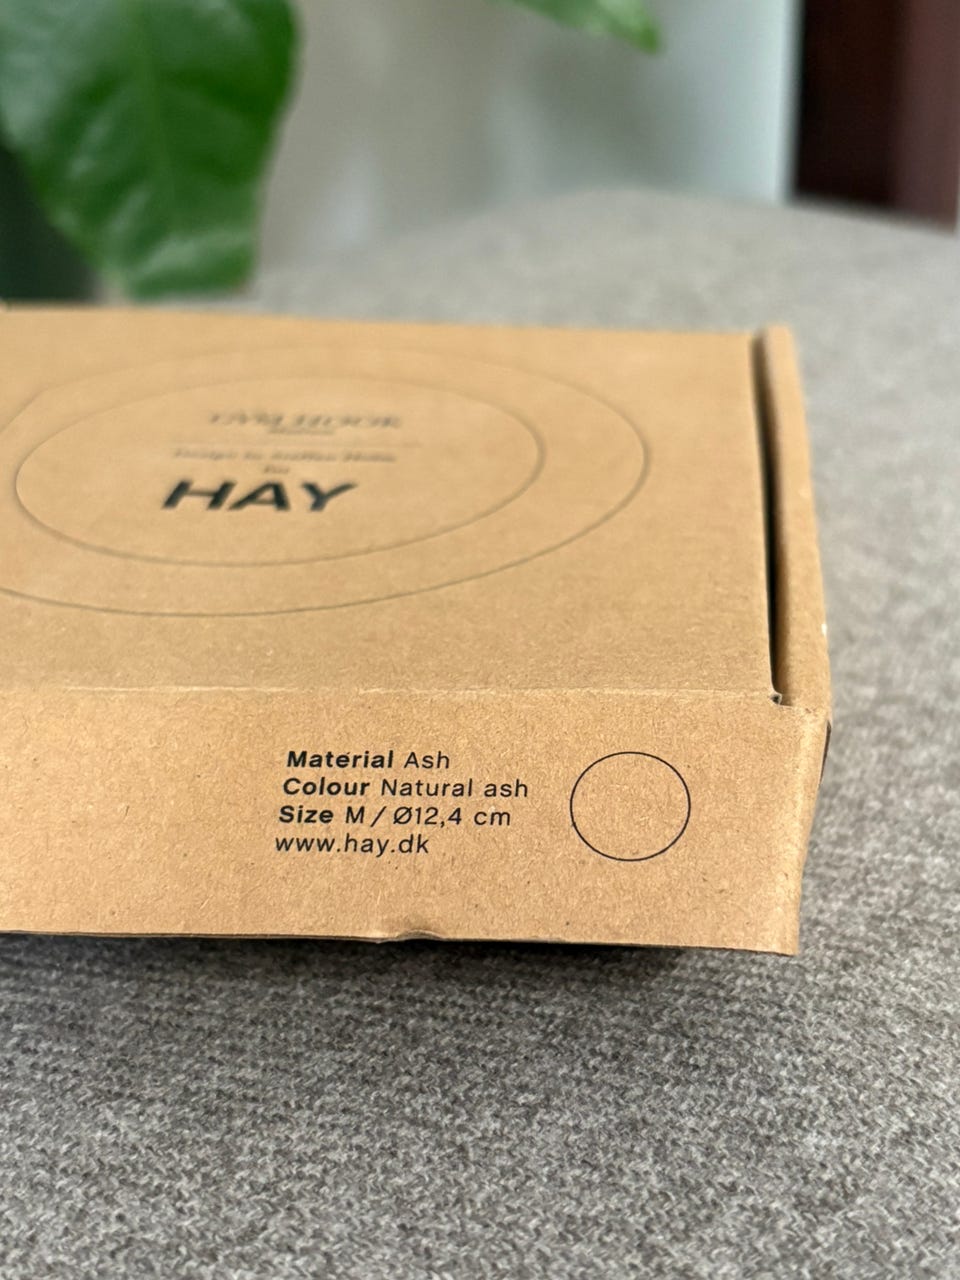 HAY
Material Ash
Colour Natural ash
Size M / Ø12,4 cm
www.hay.dk